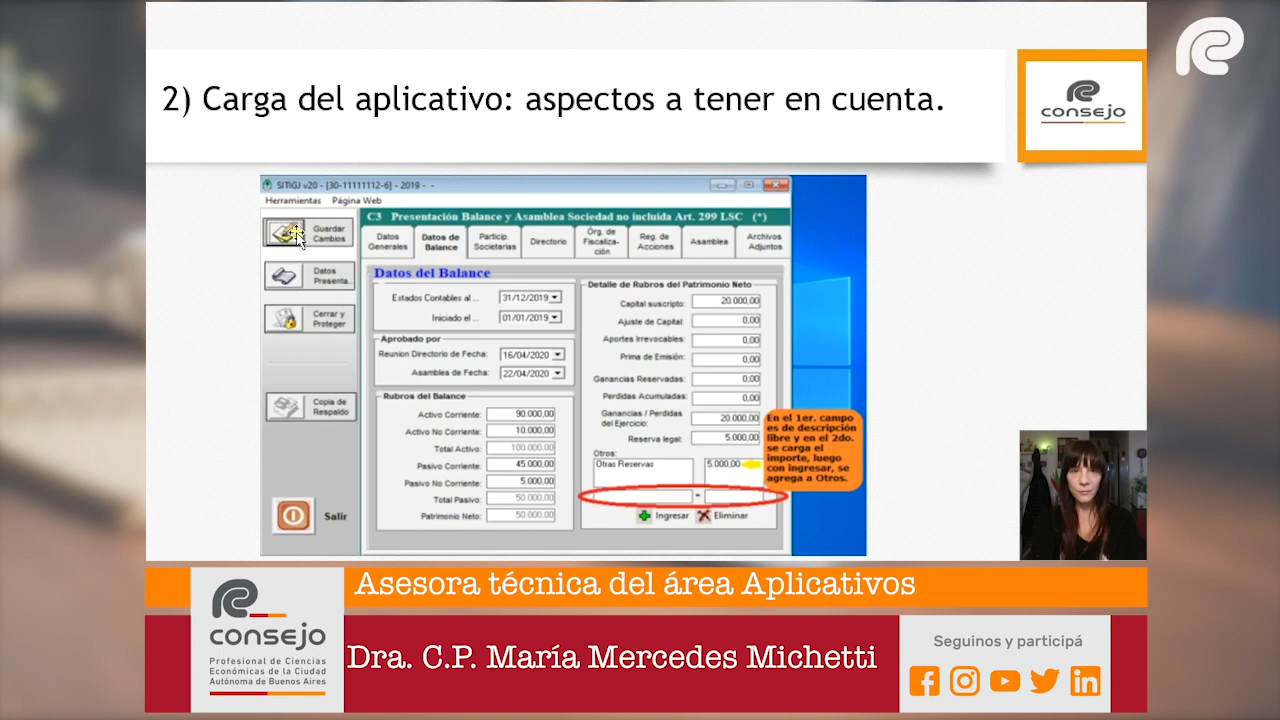 2) Carga del aplicativo: aspectos a tener en cuenta.
consejo
SITIGJ v20 - [30-11111112-6] - 2019 - -
Herramientas Página Web
Guardar
Cambios
Datos
Presenta.
Cerrar y
Proteger
Copia de
Respaldo
Salir
C3 Presentación Balance y Asamblea Sociedad no incluida Art. 299 LSC (*)
Datos
Generales
Datos de
Balance
Particip.
Societarias
Directorio
Órg. de
Fiscaliza-
ción
Reg. de
Acciones
Asamblea
Archivos
Adjuntos
Datos del Balance
Estados Contables al ... 31/12/2019
Iniciado el ... 01/01/2019
Aprobado por
Reunion Directorio de Fecha: 16/04/2020
Asamblea de Fecha: 22/04/2020
Rubros del Balance
Activo Corriente: 90.000,00
Activo No Corriente: 10.000,00
Total Activo: 100.000,00
Pasivo Corriente: 45.000,00
Pasivo No Corriente: 5.000,00
Total Pasivo: 50.000,00
Patrimonio Neto: 50.000,00
Detalle de Rubros del Patrimonio Neto
Capital suscripto: 20.000,00
Ajuste de Capital: 0,00
Aportes Irrevocables: 0,00
Prima de Emisión: 0,00
Ganancias Reservadas: 0,00
Perdidas Acumuladas: 0,00
Ganancias / Perdidas
del Ejercicio: 20.000,00
Reserva legal: 5.000,00
Otros:
Otras Reservas 5.000,00
=
Ingresar Eliminar
En el 1er. campo
es de descripción
libre y en el 2do.
se carga el
importe, luego
con ingresar, se
agrega a Otros.
Asesora técnica del área Aplicativos
Dra. C.P. María Mercedes Michetti
consejo
Profesional de Ciencias
Económicas de la Ciudad
Autónoma de Buenos Aires
Seguinos y participá